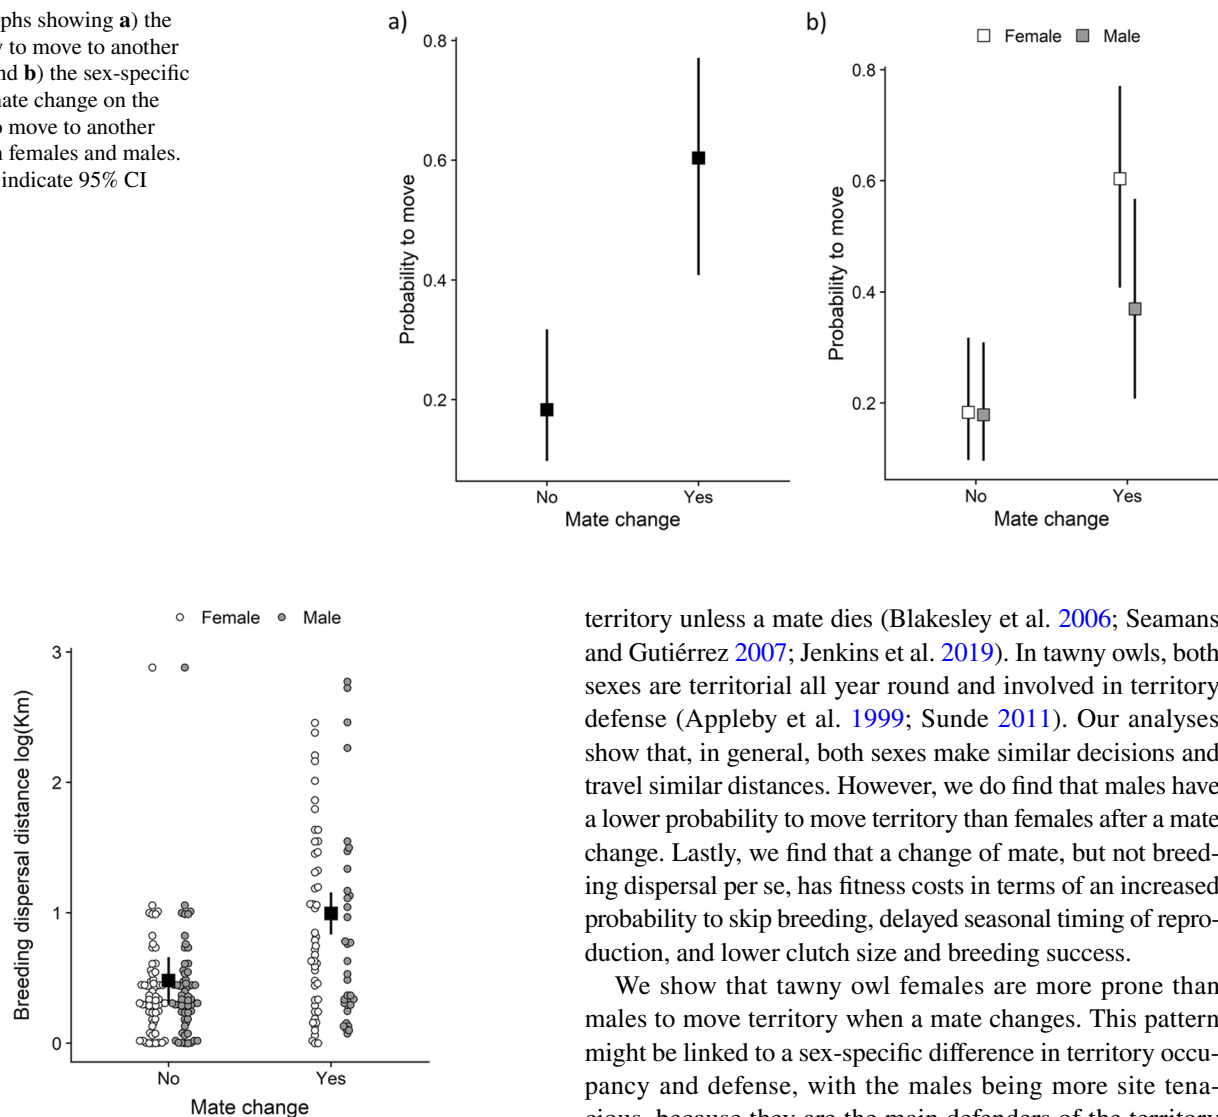 phs showing a) the
to move to another
nd b) the sex-specific
ate change on the
move to another
females and males.
indicate 95% CI
a)
0.8
0.6
0.4
0.2
Probability to move
No
Yes
Mate change
b)
Female
Male
0.8
0.6
0.4
0.2
Probability to move
No
Yes
Mate change
Female
Male
3
2
1
0
Breeding dispersal distance log(Km)
No
Yes
Mate change
territory unless a mate dies (Blakesley et al. 2006; Seamans
and Gutiérrez 2007; Jenkins et al. 2019). In tawny owls, both
sexes are territorial all year round and involved in territory
defense (Appleby et al. 1999; Sunde 2011). Our analyses
show that, in general, both sexes make similar decisions and
travel similar distances. However, we do find that males have
a lower probability to move territory than females after a mate
change. Lastly, we find that a change of mate, but not breed-
ing dispersal per se, has fitness costs in terms of an increased
probability to skip breeding, delayed seasonal timing of repro-
duction, and lower clutch size and breeding success.
We show that tawny owl females are more prone than
males to move territory when a mate changes. This pattern
might be linked to a sex-specific difference in territory occu-
pancy and defense, with the males being more site tena-
cious, because they are the main defenders of the territory